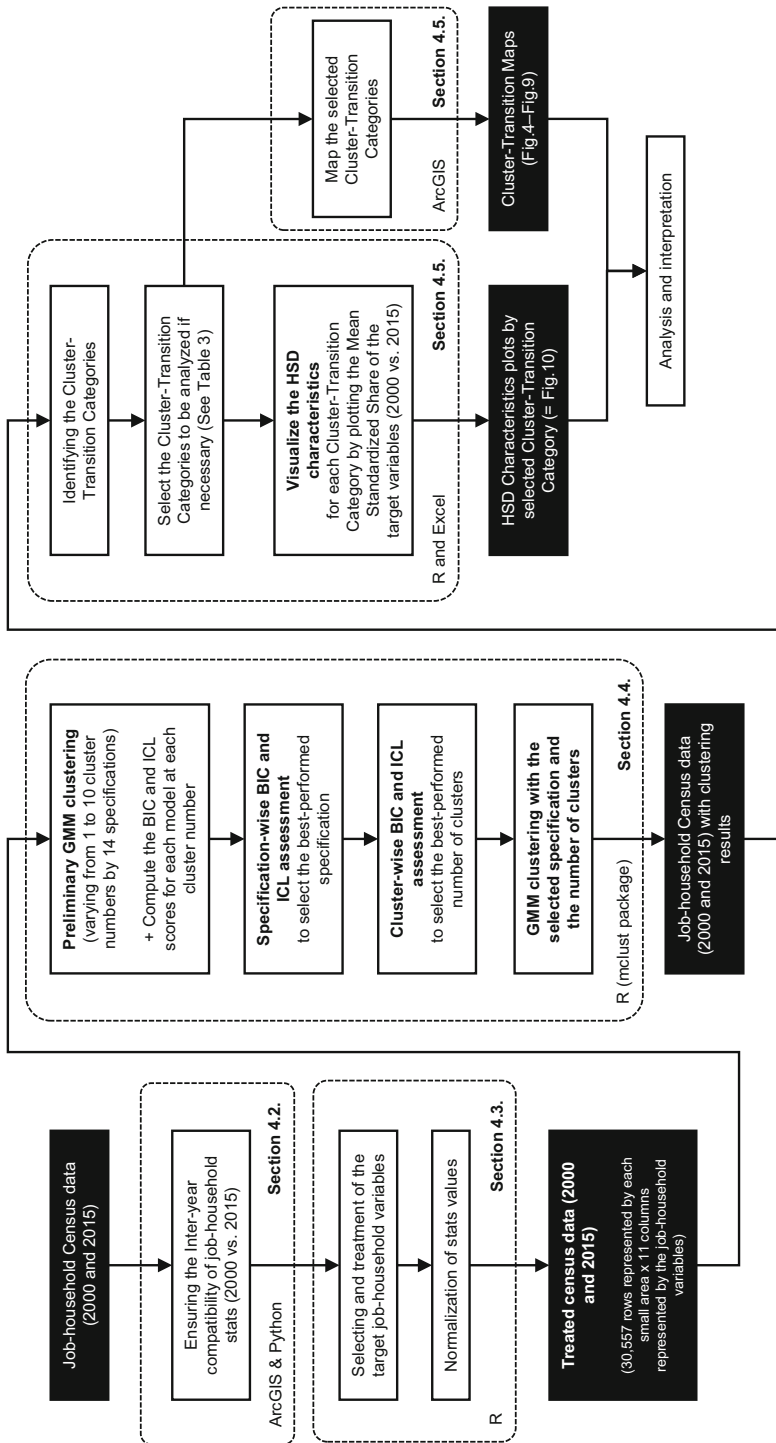 Job-household Census data
(2000 and 2015)
Ensuring the Inter-year
compatibility of job-household
stats (2000 vs. 2015)
ArcGIS & Python
Section 4.2.
Selecting and treatment of the
target job-household variables
Normalization of stats values
R
Section 4.3.
Treated census data (2000
and 2015)
(30,557 rows represented by each
small area x 11 columns
represented by the job-household
variables)
Preliminary GMM clustering
(varying from 1 to 10 cluster
numbers by 14 specifications)
+ Compute the BIC and ICL
scores for each model at each
cluster number
Specification-wise BIC and
ICL assessment
to select the best-performed
specification
Cluster-wise BIC and ICL
assessment
to select the best-performed
number of clusters
GMM clustering with the
selected specification and
the number of clusters
R (mclust package)
Section 4.4.
Job-household Census data
(2000 and 2015) with clustering
results
Identifying the Cluster-
Transition Categories
Select the Cluster-Transition
Categories to be analyzed if
necessary (See Table 3)
Visualize the HSD
characteristics
for each Cluster-Transition
Category by plotting the Mean
Standardized Share of the
target variables (2000 vs. 2015)
R and Excel
Section 4.5.
HSD Characteristics plots by
selected Cluster-Transition
Category (= Fig.10)
Map the selected
Cluster-Transition
Categories
ArcGIS
Section 4.5.
Cluster-Transition Maps
(Fig.4–Fig.9)
Analysis and interpretation